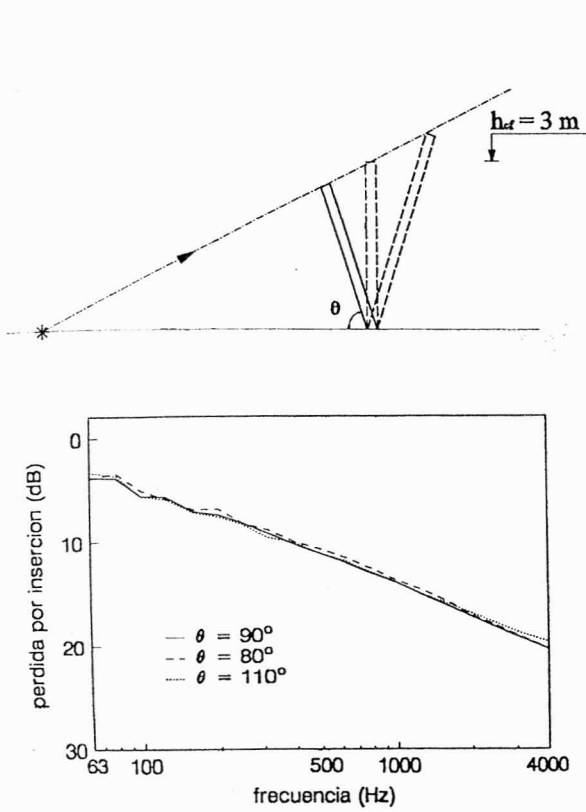 h_ef = 3 m
θ
0
10
20
30
perdida por insercion (dB)
θ = 90°
θ = 80°
θ = 110°
63 100 500 1000 4000
frecuencia (Hz)